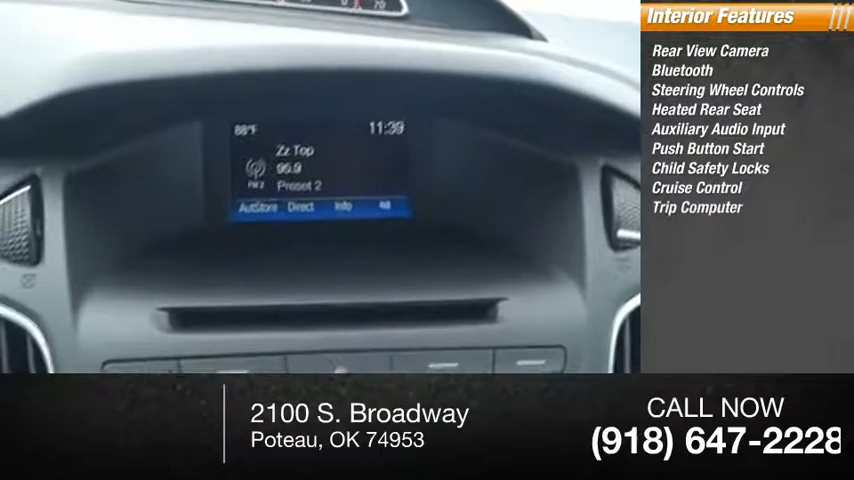 70
88°F 11:39
Zz Top
95.9
FM 2 Preset 2
AutStore Direct Info
Interior Features
Rear View Camera
Bluetooth
Steering Wheel Controls
Heated Rear Seat
Auxiliary Audio Input
Push Button Start
Child Safety Locks
Cruise Control
Trip Computer
2100 S. Broadway
Poteau, OK 74953
CALL NOW
(918) 647-2228